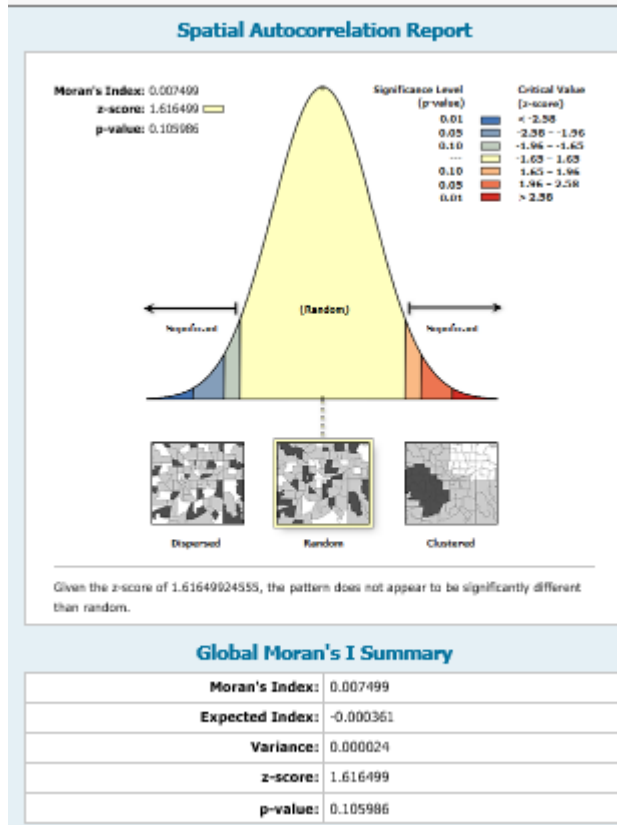 Spatial Autocorrelation Report
Moran's Index: 0.007499
z-score: 1.616499
p-value: 0.105986
Significance Level
(p-value)
0.01
0.05
0.10
...
0.10
0.05
0.01
Critical Value
(z-score)
< -2.58
-2.58 - -1.96
-1.96 - -1.65
-1.65 - 1.65
1.65 - 1.96
1.96 - 2.58
> 2.58
(Random)
Significant
Significant
Dispersed
Random
Clustered
Given the z-score of 1.61649924555, the pattern does not appear to be significantly different
than random.
Global Moran's I Summary
Moran's Index: 0.007499
Expected Index: -0.000361
Variance: 0.000024
z-score: 1.616499
p-value: 0.105986